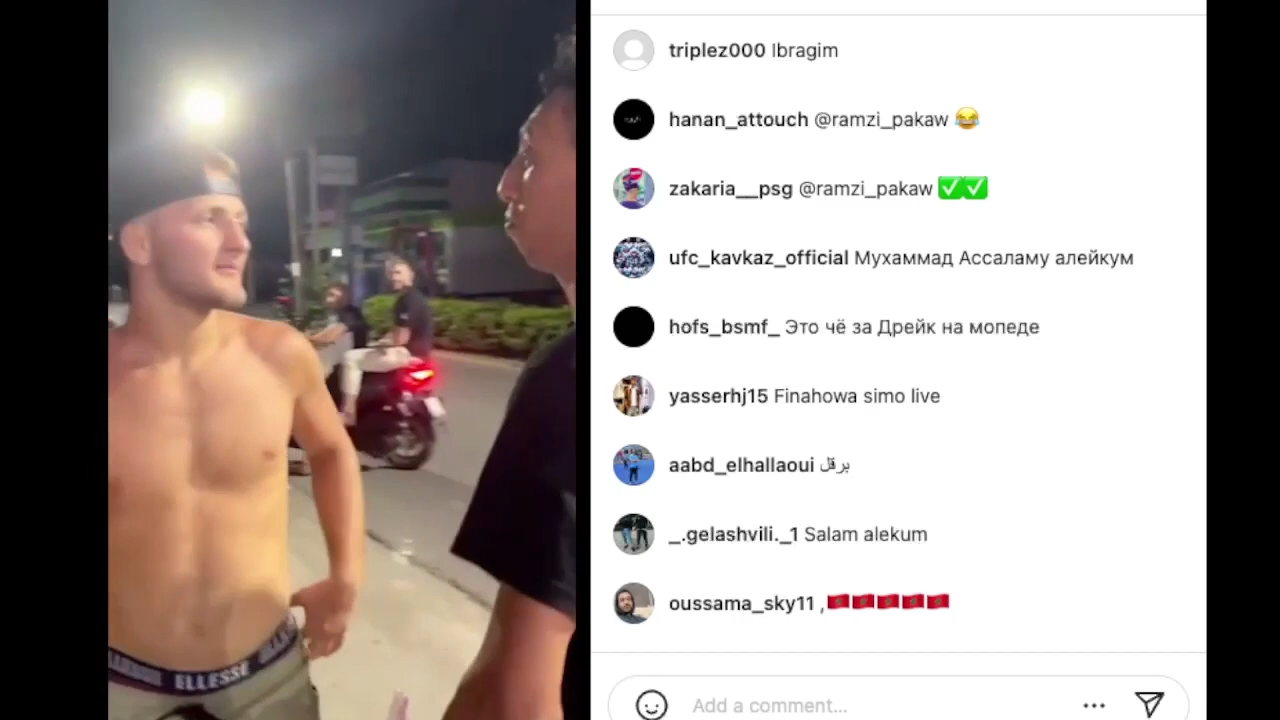 triplez000 Ibragim
hanan_attouch @ramzi_pakaw 😂
zakaria__psg @ramzi_pakaw ✅✅
ufc_kavkaz_official Мухаммад Ассаламу алейкум
hofs_bsmf_ Это чё за Дрейк на мопеде
yasserhj15 Finahowa simo live
aabd_elhallaoui برقل
_.gelashvili._1 Salam alekum
oussama_sky11 ,🇲🇦🇲🇦🇲🇦🇲🇦🇲🇦
Add a comment...
ELLESSE